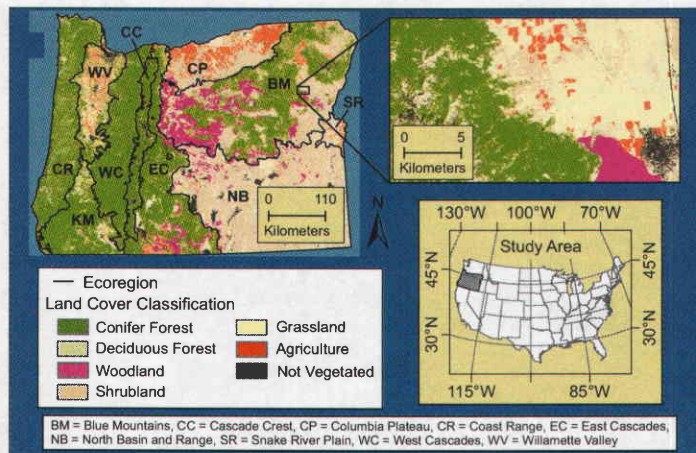 CC
WV
CP
BM
SR
CR
WC
EC
NB
KM
0 110
Kilometers
N
0 5
Kilometers
130°W 100°W 70°W
Study Area
45°N
45°N
30°N
30°N
115°W
85°W
Ecoregion
Land Cover Classification
Conifer Forest
Deciduous Forest
Woodland
Shrubland
Grassland
Agriculture
Not Vegetated
BM = Blue Mountains, CC = Cascade Crest, CP = Columbia Plateau, CR = Coast Range, EC = East Cascades,
NB = North Basin and Range, SR = Snake River Plain, WC = West Cascades, WV = Willamette Valley